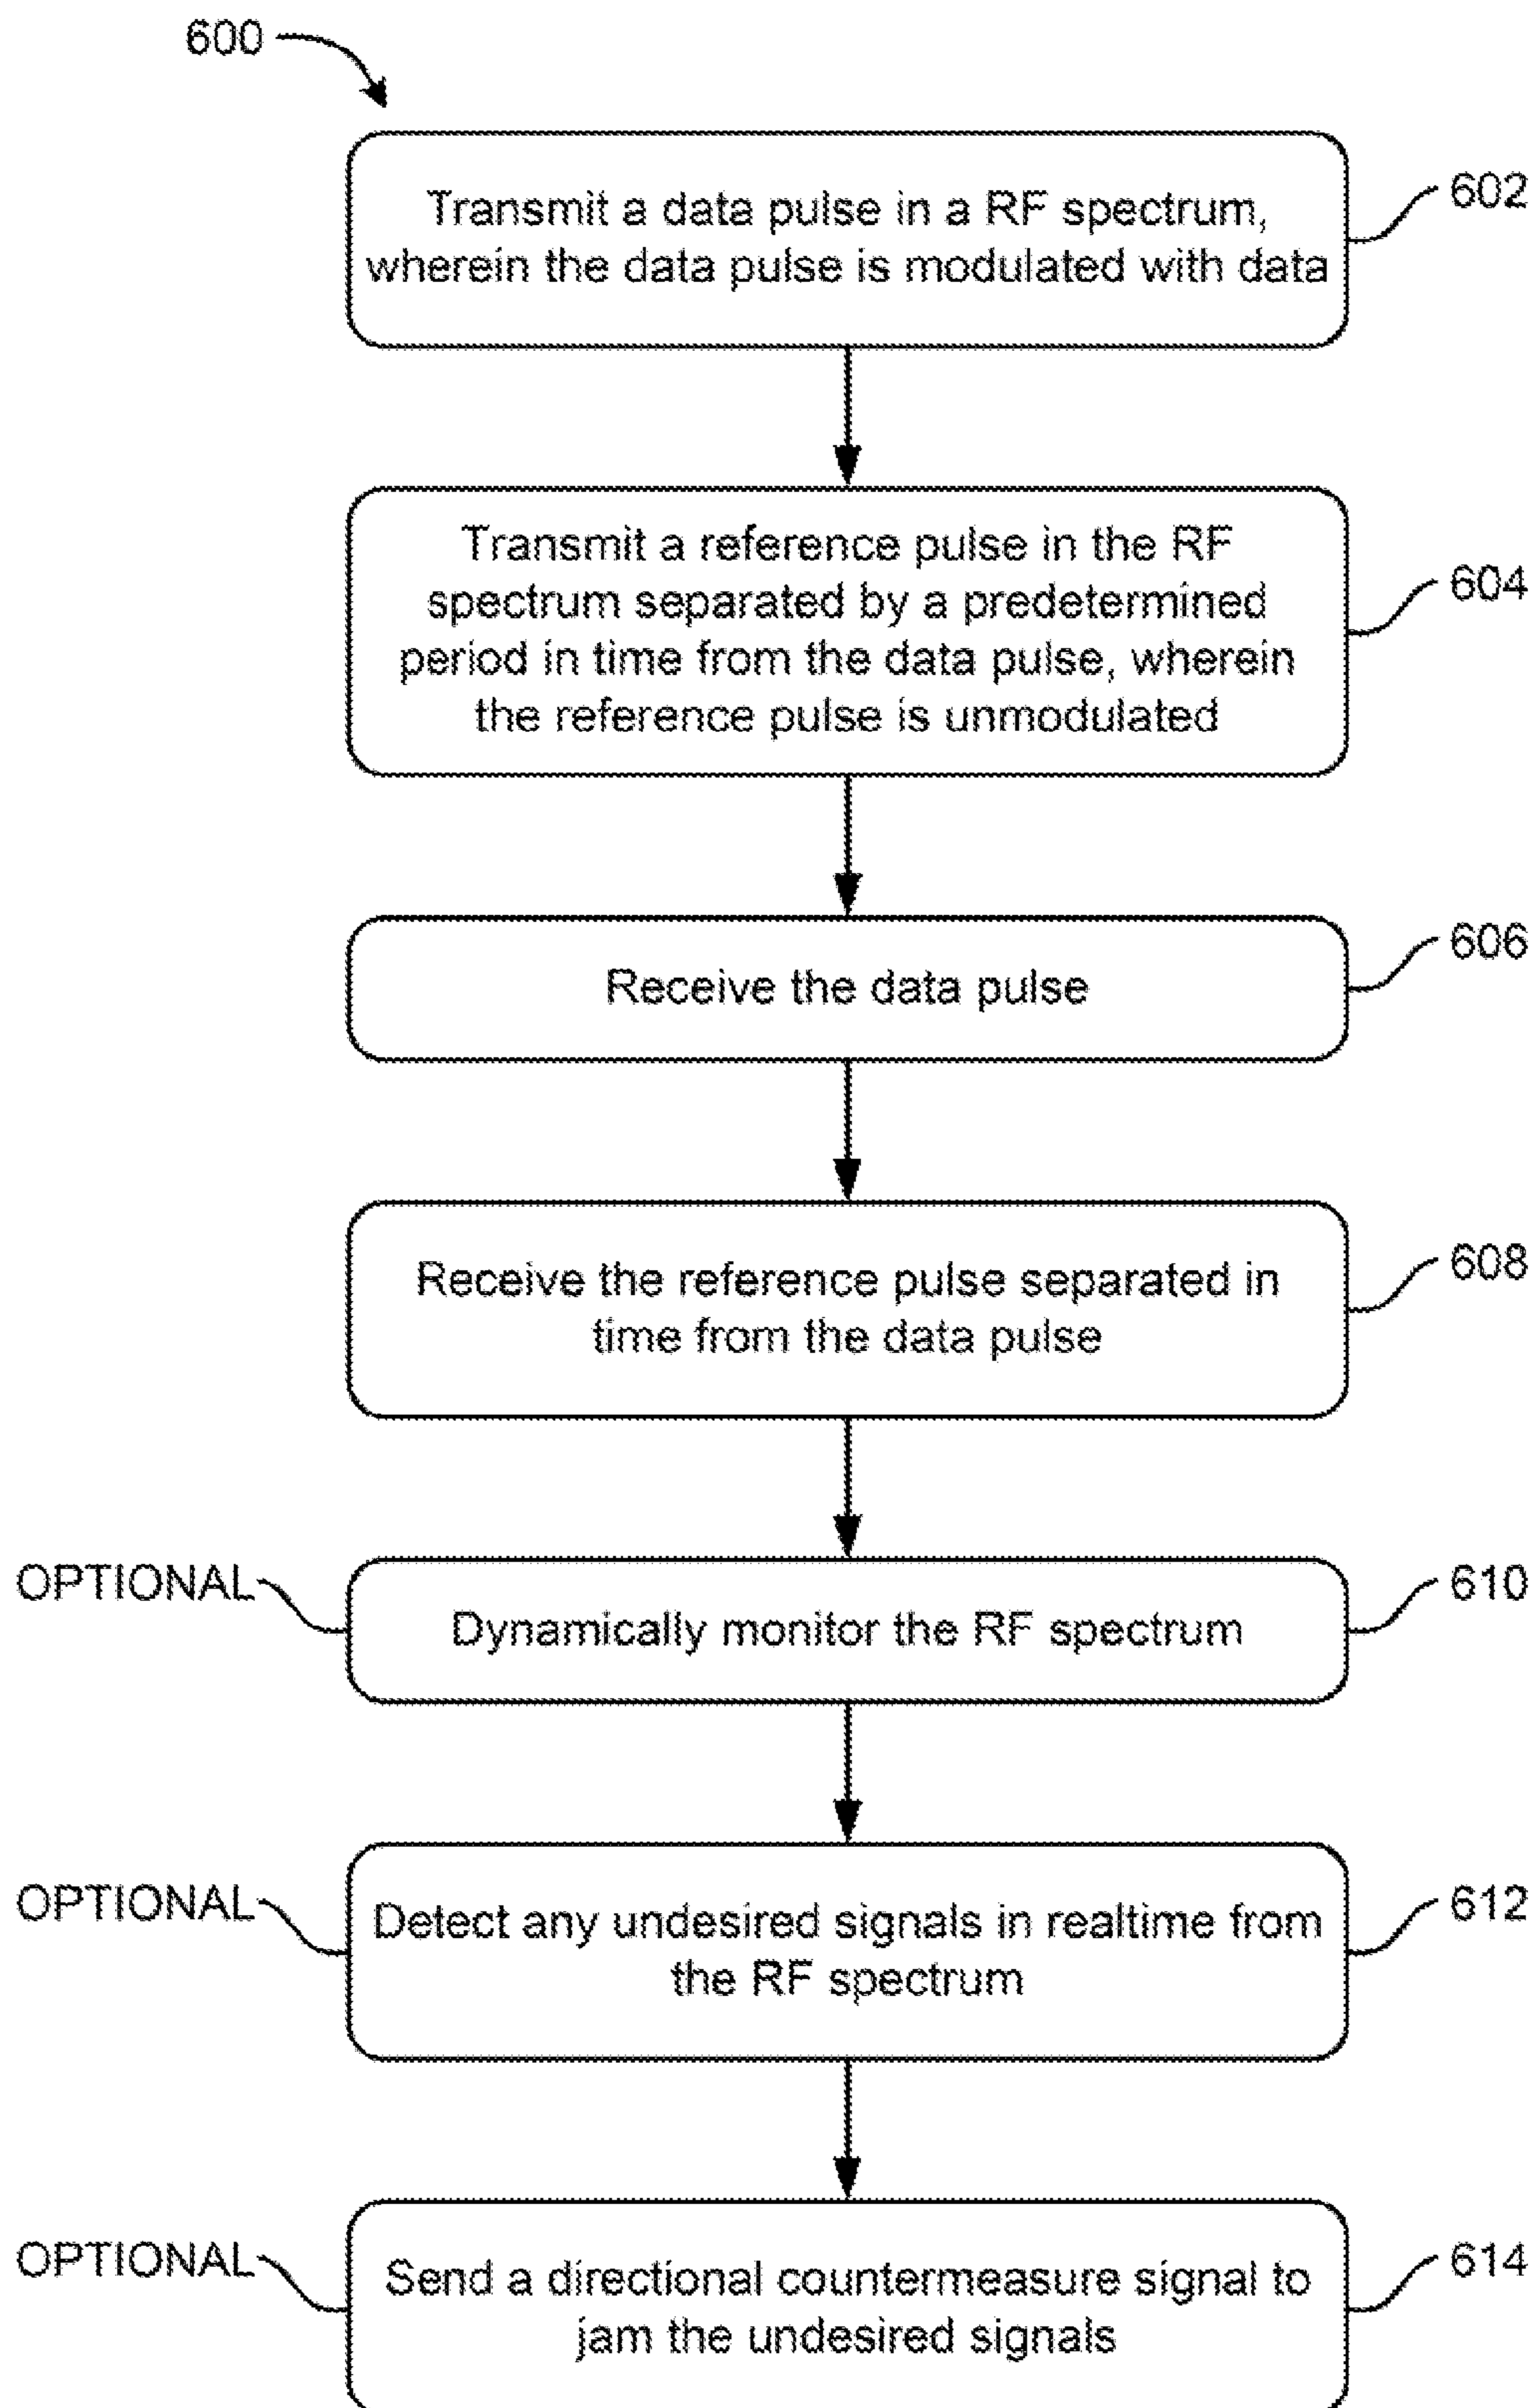 600
Transmit a data pulse in a RF spectrum,
wherein the data pulse is modulated with data
602
Transmit a reference pulse in the RF
spectrum separated by a predetermined
period in time from the data pulse, wherein
the reference pulse is unmodulated
604
Receive the data pulse
606
Receive the reference pulse separated in
time from the data pulse
608
OPTIONAL
Dynamically monitor the RF spectrum
610
OPTIONAL
Detect any undesired signals in realtime from
the RF spectrum
612
OPTIONAL
Send a directional countermeasure signal to
jam the undesired signals
614